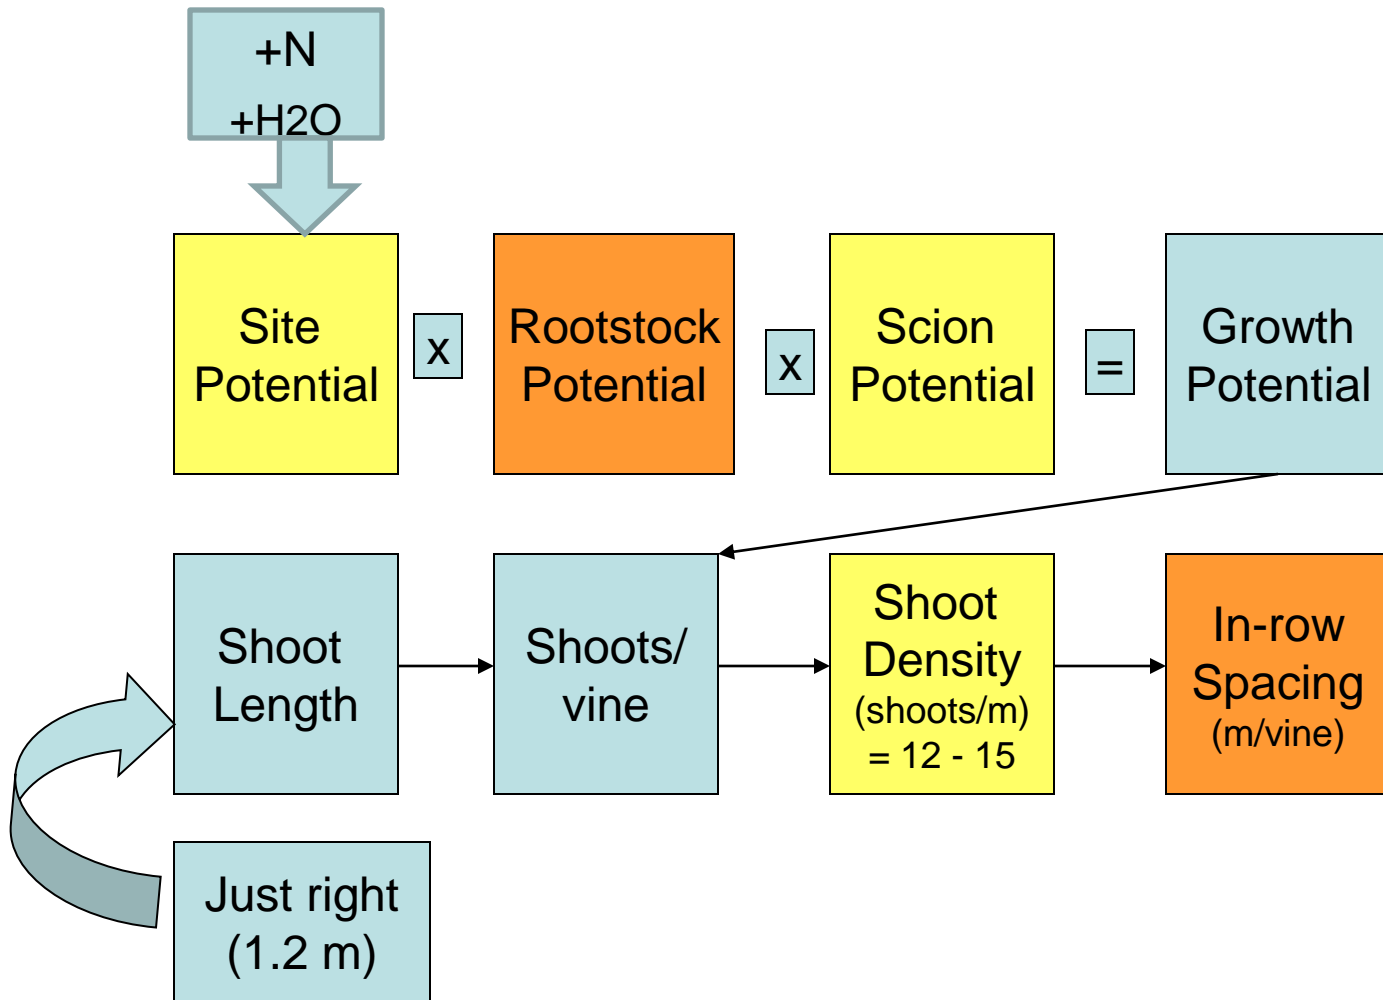 +N
+H2O
Site
Potential
x
Rootstock
Potential
x
Scion
Potential
=
Growth
Potential
Shoot
Length
Shoots/
vine
Shoot
Density
(shoots/m)
= 12 - 15
In-row
Spacing
(m/vine)
Just right
(1.2 m)